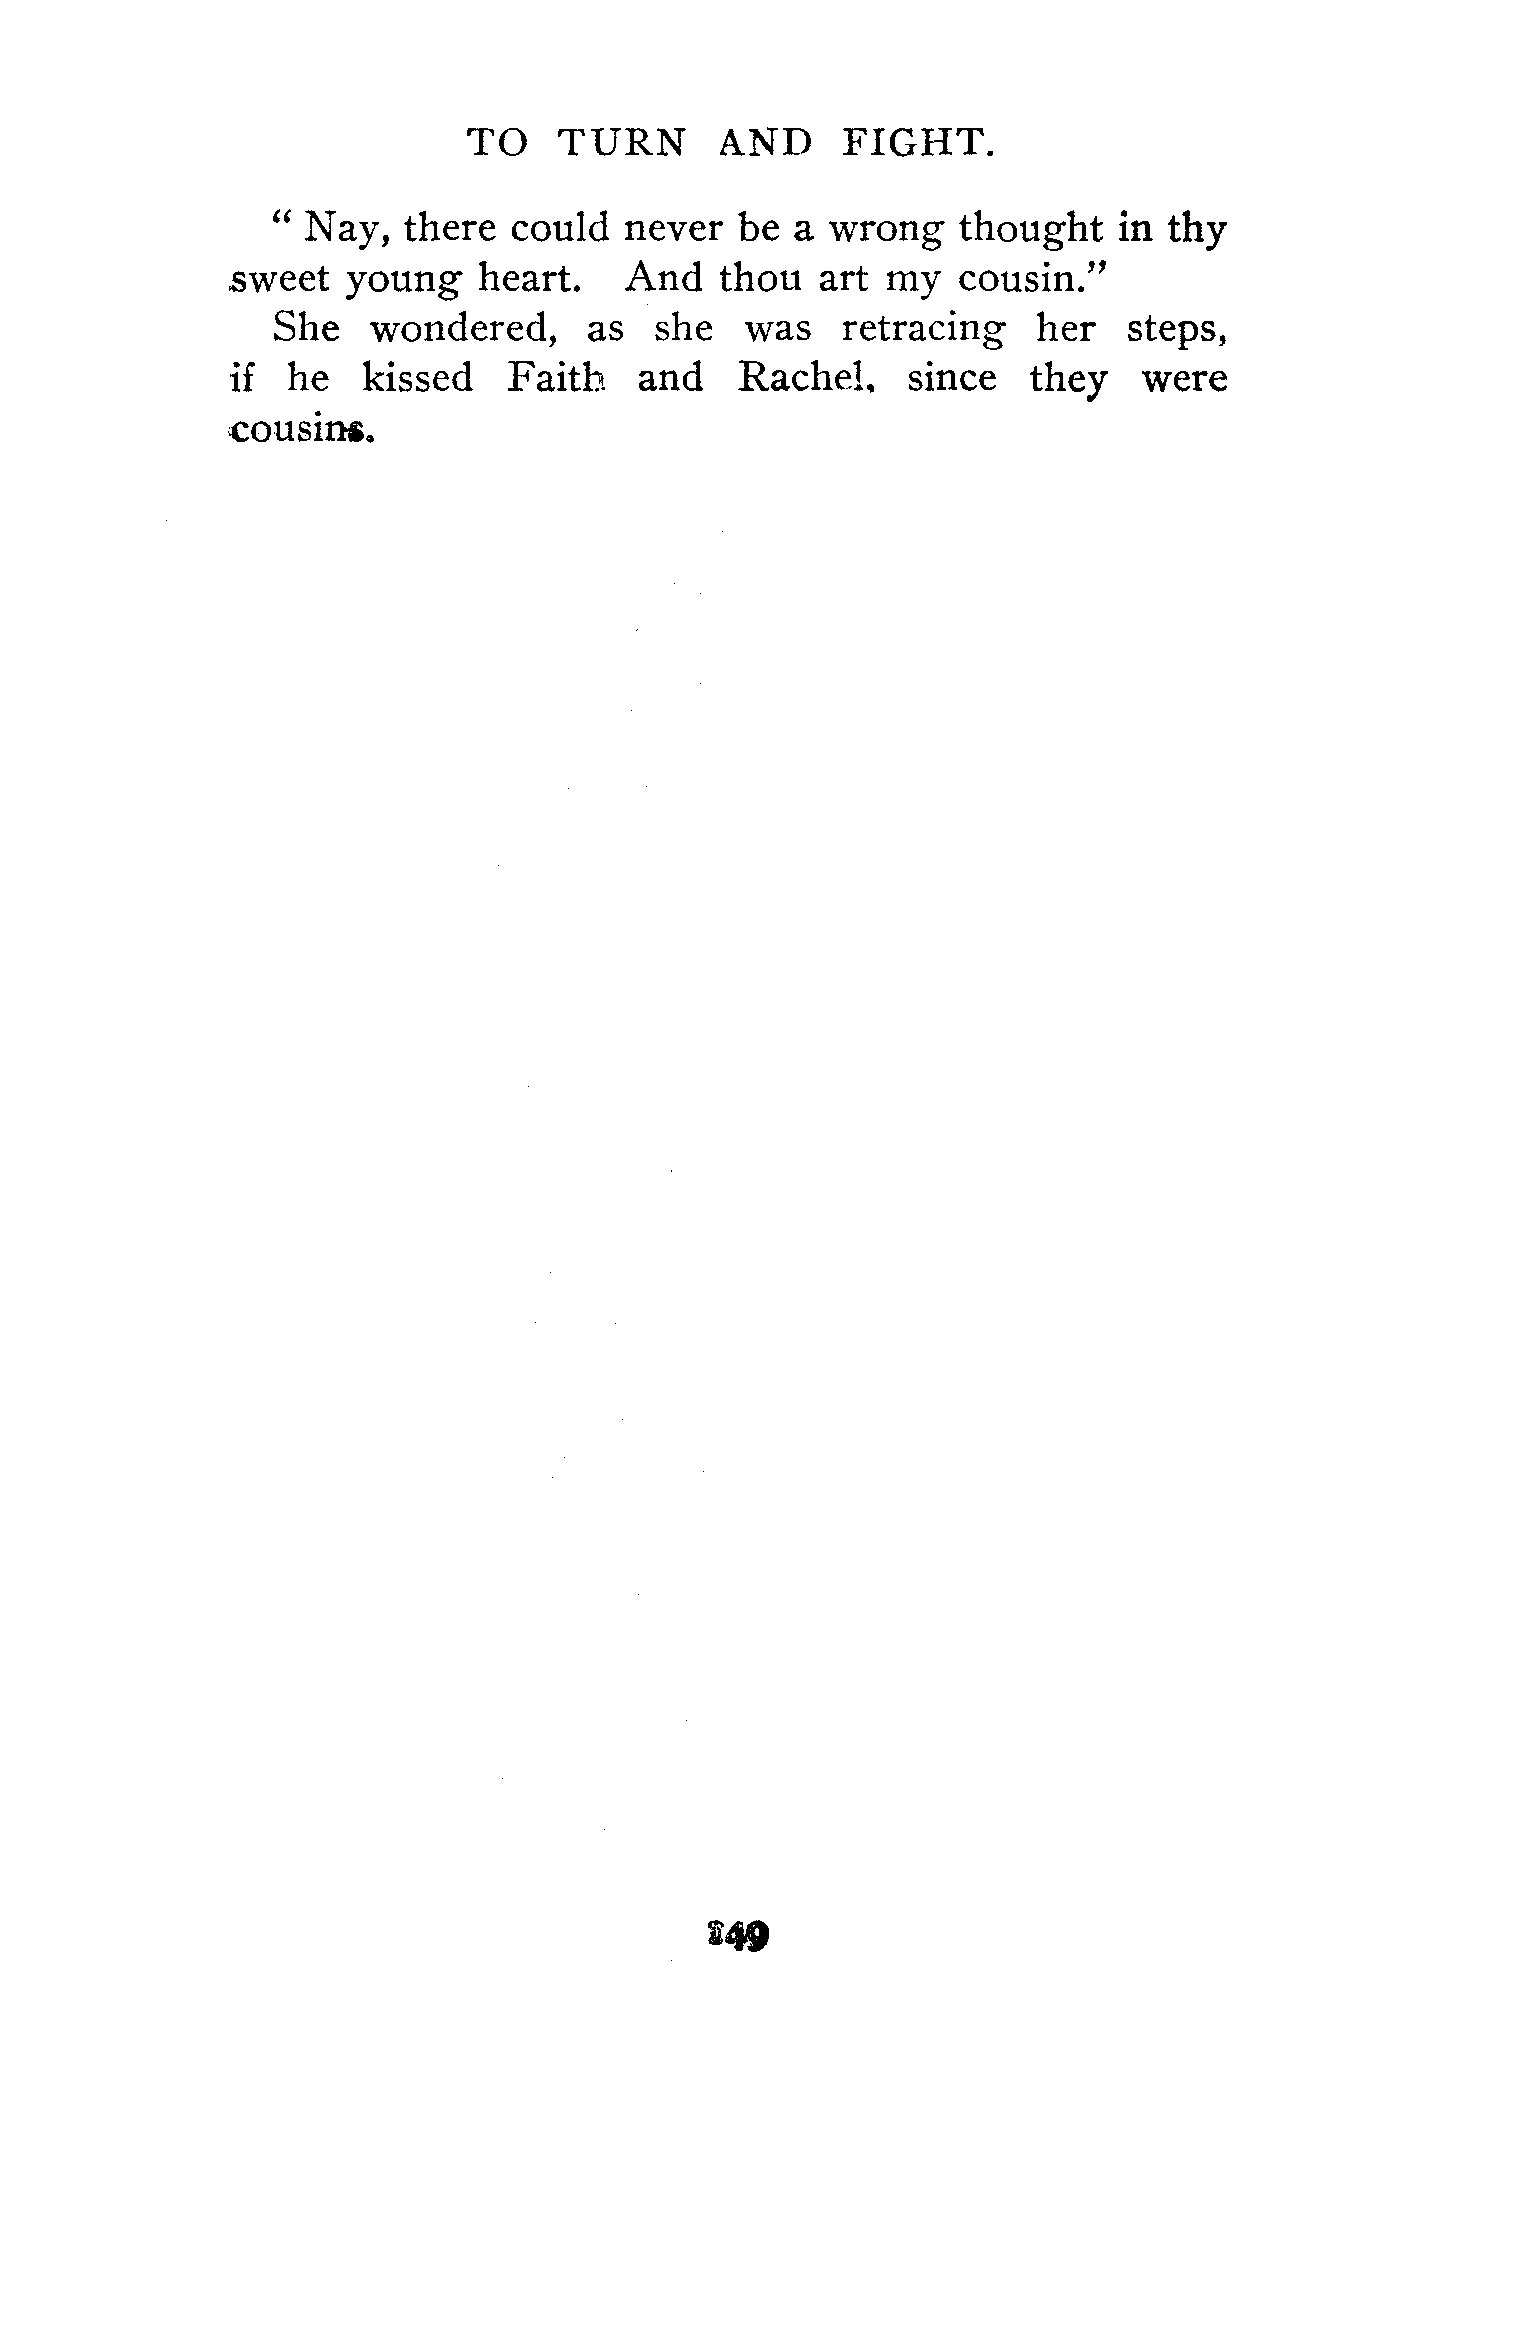 TO TURN AND FIGHT.
“ Nay, there could never be a wrong thought in thy
sweet young heart. And thou art my cousin.”
She wondered, as she was retracing her steps,
if he kissed Faith and Rachel, since they were
cousins.